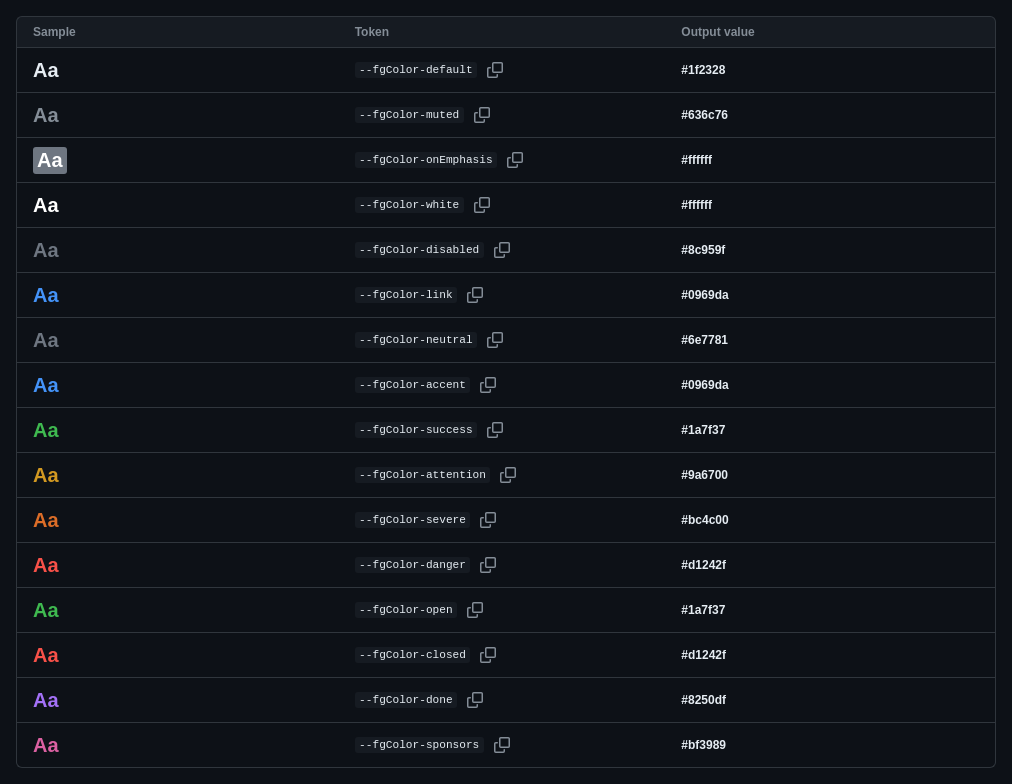 Sample Token Output value
Aa --fgColor-default #1f2328
Aa --fgColor-muted #636c76
Aa --fgColor-onEmphasis #ffffff
Aa --fgColor-white #ffffff
Aa --fgColor-disabled #8c959f
Aa --fgColor-link #0969da
Aa --fgColor-neutral #6e7781
Aa --fgColor-accent #0969da
Aa --fgColor-success #1a7f37
Aa --fgColor-attention #9a6700
Aa --fgColor-severe #bc4c00
Aa --fgColor-danger #d1242f
Aa --fgColor-open #1a7f37
Aa --fgColor-closed #d1242f
Aa --fgColor-done #8250df
Aa --fgColor-sponsors #bf3989